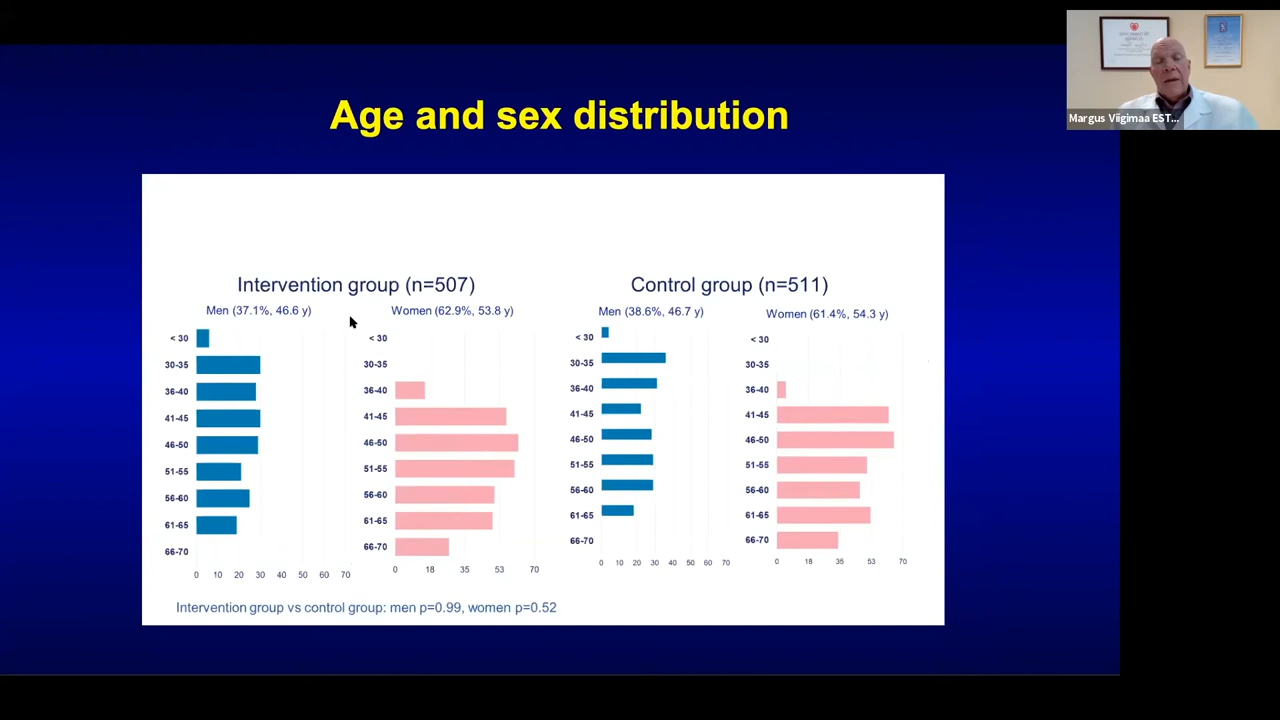 Margus Viigimaa EST...
Age and sex distribution
Intervention group (n=507)
Men (37.1%, 46.6 y)
< 30
30-35
36-40
41-45
46-50
51-55
56-60
61-65
66-70
0 10 20 30 40 50 60 70
Women (62.9%, 53.8 y)
< 30
30-35
36-40
41-45
46-50
51-55
56-60
61-65
66-70
0 18 35 53 70
Control group (n=511)
Men (38.6%, 46.7 y)
< 30
30-35
36-40
41-45
46-50
51-55
56-60
61-65
66-70
0 10 20 30 40 50 60 70
Women (61.4%, 54.3 y)
< 30
30-35
36-40
41-45
46-50
51-55
56-60
61-65
66-70
0 18 35 53 70
Intervention group vs control group: men p=0.99, women p=0.52